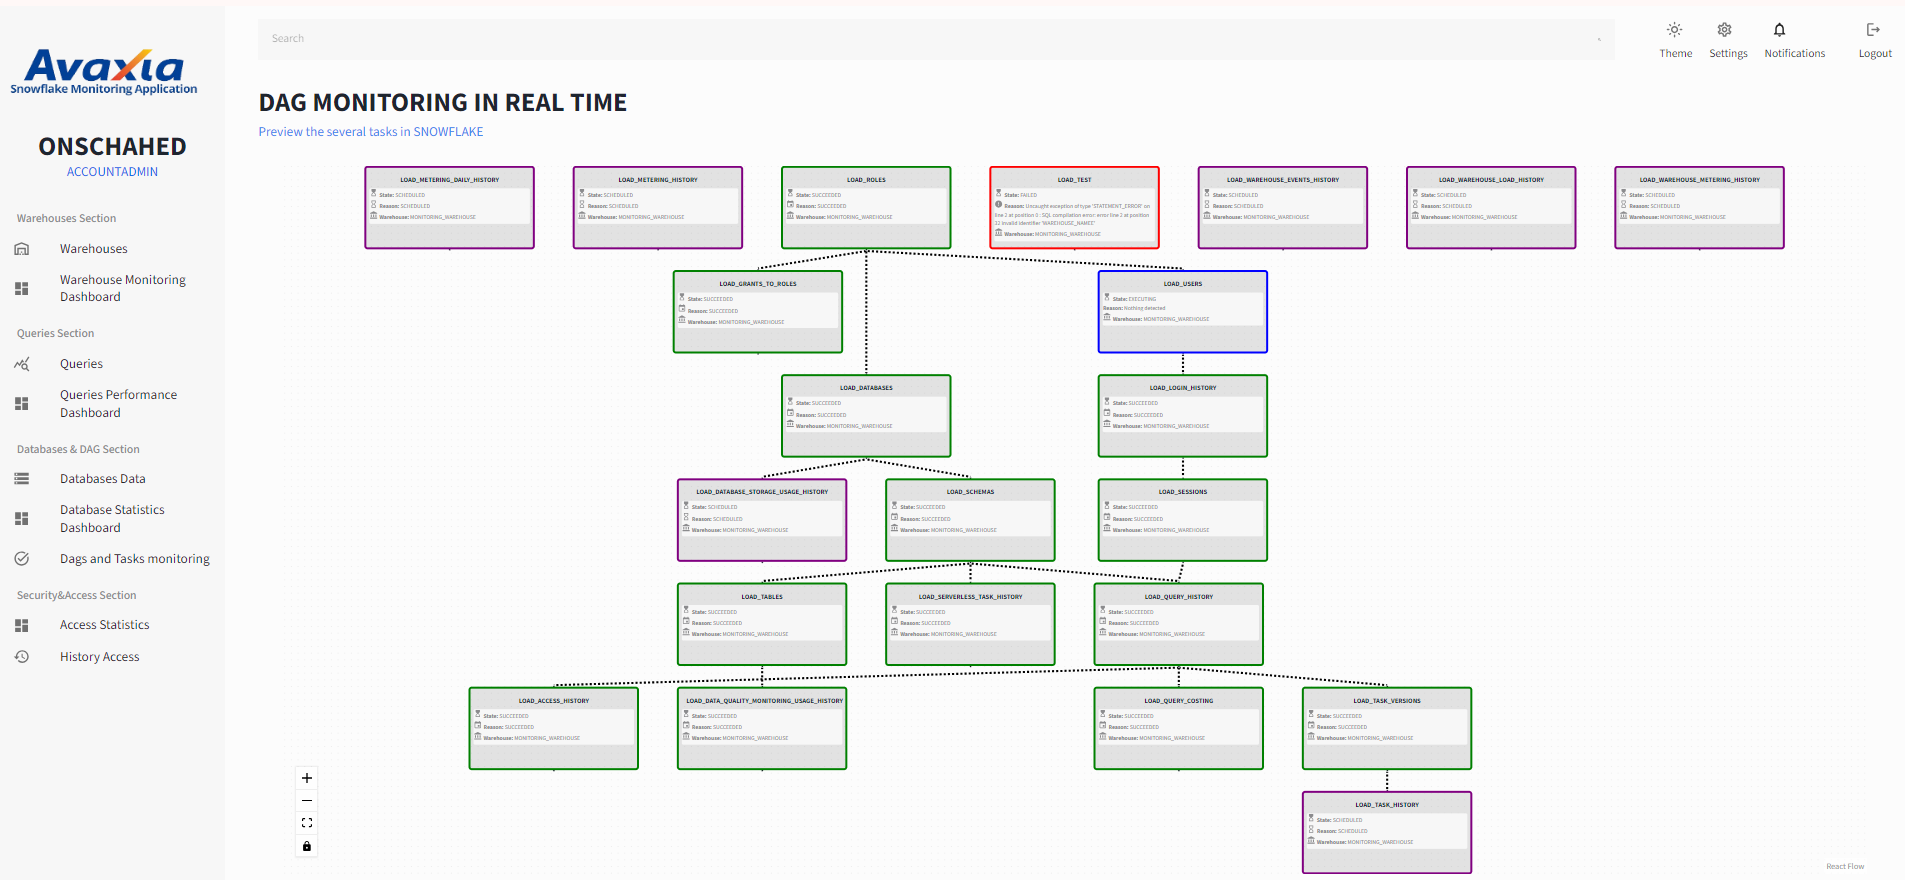 Avaxia
Snowflake Monitoring Application
ONSCHAHED
ACCOUNTADMIN
Warehouses Section
Warehouses
Warehouse Monitoring
Dashboard
Queries Section
Queries
Queries Performance
Dashboard
Databases & DAG Section
Databases Data
Database Statistics
Dashboard
Dags and Tasks monitoring
Security&Access Section
Access Statistics
History Access
Search
Theme
Settings
Notifications
Logout
DAG MONITORING IN REAL TIME
Preview the several tasks in SNOWFLAKE
LOAD_METERING_DAILY_HISTORY
State: SCHEDULED
Reason: SCHEDULED
Warehouse: MONITORING_WAREHOUSE
LOAD_METERING_HISTORY
State: SCHEDULED
Reason: SCHEDULED
Warehouse: MONITORING_WAREHOUSE
LOAD_ROLES
State: SUCCEEDED
Reason: SUCCEEDED
Warehouse: MONITORING_WAREHOUSE
LOAD_TEST
State: FAILED
Reason: Uncaught exception of type 'STATEMENT_ERROR' on
line 2 at position 0 : SQL compilation error: error line 2 at position
22 invalid identifier 'WAREHOUSE_NAMEE'
Warehouse: MONITORING_WAREHOUSE
LOAD_WAREHOUSE_EVENTS_HISTORY
State: SCHEDULED
Reason: SCHEDULED
Warehouse: MONITORING_WAREHOUSE
LOAD_WAREHOUSE_LOAD_HISTORY
State: SCHEDULED
Reason: SCHEDULED
Warehouse: MONITORING_WAREHOUSE
LOAD_WAREHOUSE_METERING_HISTORY
State: SCHEDULED
Reason: SCHEDULED
Warehouse: MONITORING_WAREHOUSE
LOAD_GRANTS_TO_ROLES
State: SUCCEEDED
Reason: SUCCEEDED
Warehouse: MONITORING_WAREHOUSE
LOAD_USERS
State: EXECUTING
Reason: Nothing detected
Warehouse: MONITORING_WAREHOUSE
LOAD_DATABASES
State: SUCCEEDED
Reason: SUCCEEDED
Warehouse: MONITORING_WAREHOUSE
LOAD_LOGIN_HISTORY
State: SUCCEEDED
Reason: SUCCEEDED
Warehouse: MONITORING_WAREHOUSE
LOAD_DATABASE_STORAGE_USAGE_HISTORY
State: SCHEDULED
Reason: SCHEDULED
Warehouse: MONITORING_WAREHOUSE
LOAD_SCHEMAS
State: SUCCEEDED
Reason: SUCCEEDED
Warehouse: MONITORING_WAREHOUSE
LOAD_SESSIONS
State: SUCCEEDED
Reason: SUCCEEDED
Warehouse: MONITORING_WAREHOUSE
LOAD_TABLES
State: SUCCEEDED
Reason: SUCCEEDED
Warehouse: MONITORING_WAREHOUSE
LOAD_SERVERLESS_TASK_HISTORY
State: SUCCEEDED
Reason: SUCCEEDED
Warehouse: MONITORING_WAREHOUSE
LOAD_QUERY_HISTORY
State: SUCCEEDED
Reason: SUCCEEDED
Warehouse: MONITORING_WAREHOUSE
LOAD_ACCESS_HISTORY
State: SUCCEEDED
Reason: SUCCEEDED
Warehouse: MONITORING_WAREHOUSE
LOAD_DATA_QUALITY_MONITORING_USAGE_HISTORY
State: SUCCEEDED
Reason: SUCCEEDED
Warehouse: MONITORING_WAREHOUSE
LOAD_QUERY_COSTING
State: SUCCEEDED
Reason: SUCCEEDED
Warehouse: MONITORING_WAREHOUSE
LOAD_TASK_VERSIONS
State: SUCCEEDED
Reason: SUCCEEDED
Warehouse: MONITORING_WAREHOUSE
LOAD_TASK_HISTORY
State: SCHEDULED
Reason: SCHEDULED
Warehouse: MONITORING_WAREHOUSE
React Flow